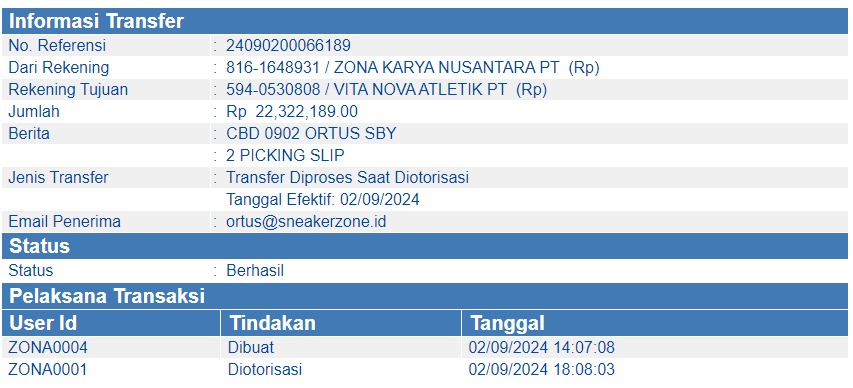 Informasi Transfer
No. Referensi : 24090200066189
Dari Rekening : 816-1648931 / ZONA KARYA NUSANTARA PT (Rp)
Rekening Tujuan : 594-0530808 / VITA NOVA ATLETIK PT (Rp)
Jumlah : Rp 22,322,189.00
Berita : CBD 0902 ORTUS SBY
: 2 PICKING SLIP
Jenis Transfer : Transfer Diproses Saat Diotorisasi
Tanggal Efektif: 02/09/2024
Email Penerima : ortus@sneakerzone.id
Status
Status : Berhasil
Pelaksana Transaksi
User Id Tindakan Tanggal
ZONA0004 Dibuat 02/09/2024 14:07:08
ZONA0001 Diotorisasi 02/09/2024 18:08:03